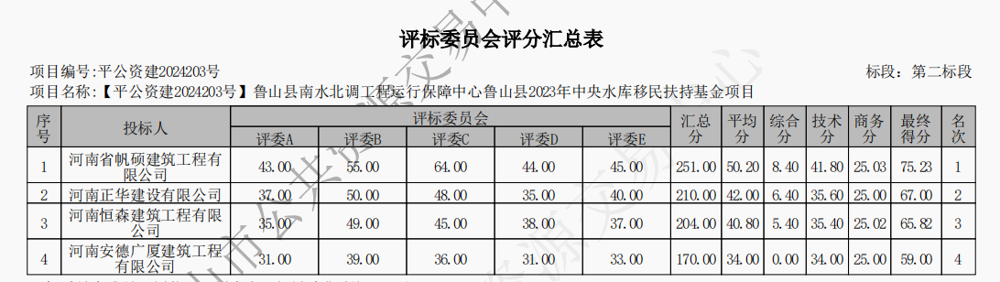 评标委员会评分汇总表
项目编号:平公资建2024203号 标段：第二标段
项目名称:【平公资建2024203号】鲁山县南水北调工程运行保障中心鲁山县2023年中央水库移民扶持基金项目
序号 投标人 评标委员会 汇总分 平均分 综合分 技术分 商务分 最终得分 名次
评委A 评委B 评委C 评委D 评委E
1 河南省帆硕建筑工程有限公司 43.00 55.00 64.00 44.00 45.00 251.00 50.20 8.40 41.80 25.03 75.23 1
2 河南正华建设有限公司 37.00 50.00 48.00 35.00 40.00 210.00 42.00 6.40 35.60 25.00 67.00 2
3 河南恒森建筑工程有限公司 35.00 49.00 45.00 38.00 37.00 204.00 40.80 5.40 35.40 25.02 65.82 3
4 河南安德广厦建筑工程有限公司 31.00 39.00 36.00 31.00 33.00 170.00 34.00 0.00 34.00 25.00 59.00 4